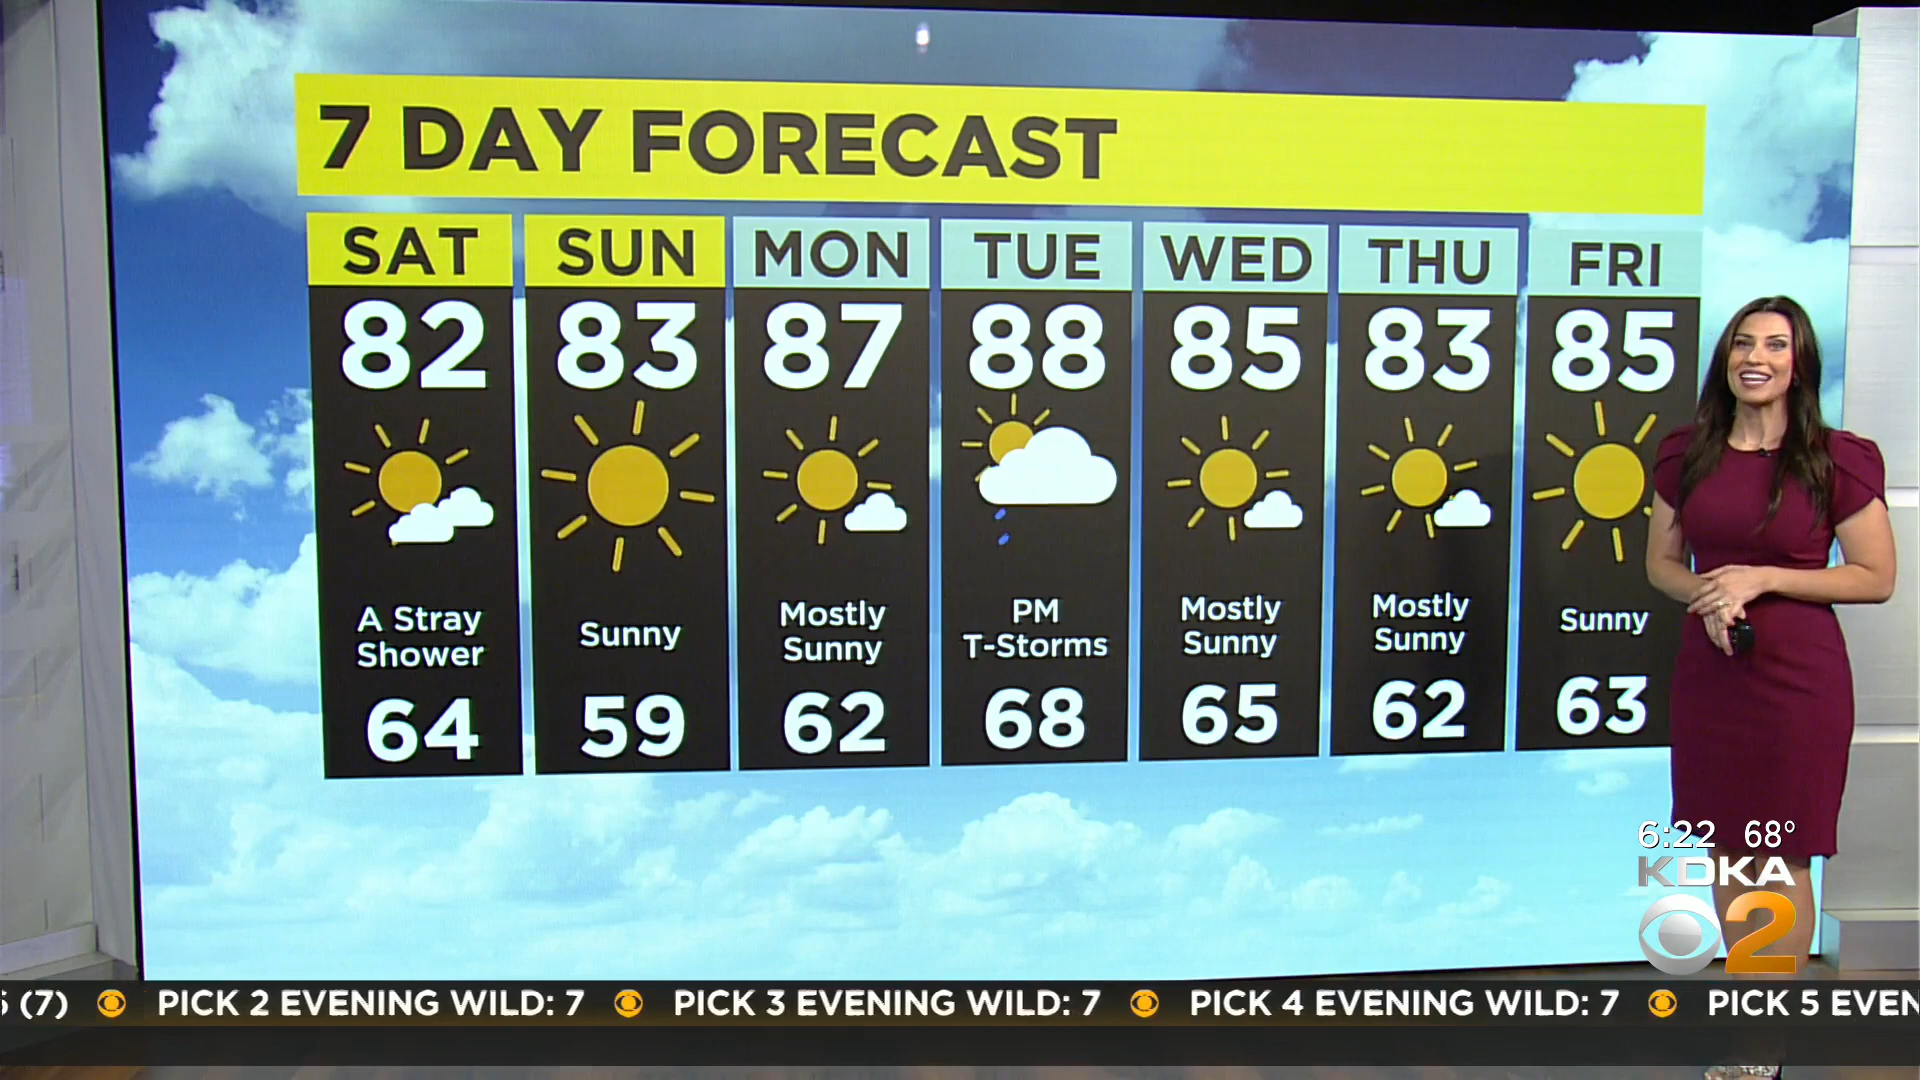 7 DAY FORECAST
SAT SUN MON TUE WED THU FRI
82 83 87 88 85 83 85
A Stray Shower
Sunny
Mostly Sunny
PM T-Storms
Mostly Sunny
Mostly Sunny
Sunny
64 59 62 68 65 62 63
6:22 68°
KDKA
2
(7) PICK 2 EVENING WILD: 7 PICK 3 EVENING WILD: 7 PICK 4 EVENING WILD: 7 PICK 5 EVEN